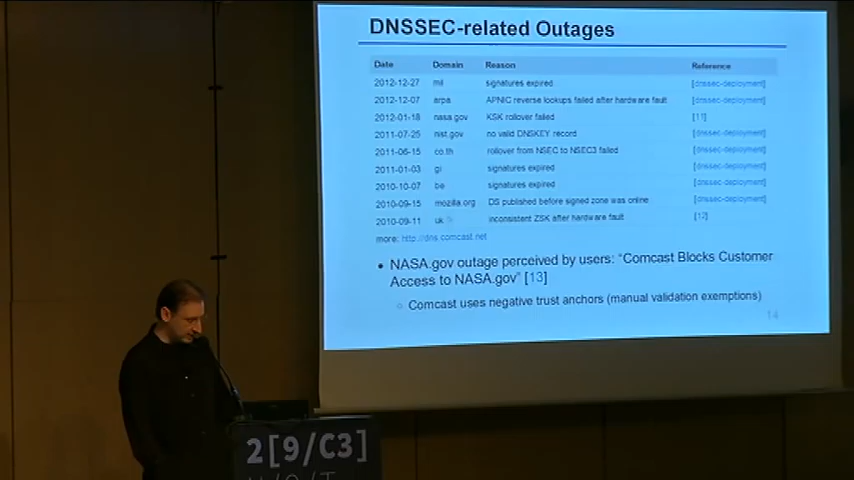 DNSSEC-related Outages
Date Domain Reason Reference
2012-12-27 mil signatures expired [dnssec-deployment]
2012-12-07 arpa APNIC reverse lookups failed after hardware fault [dnssec-deployment]
2012-01-18 nasa.gov KSK rollover failed [11]
2011-07-25 nist.gov no valid DNSKEY record [dnssec-deployment]
2011-06-15 co.th rollover from NSEC to NSEC3 failed [dnssec-deployment]
2011-01-03 signatures expired [dnssec-deployment]
2010-10-07 be signatures expired [dnssec-deployment]
2010-09-15 mozilla.org DS published before signed zone was online [dnssec-deployment]
2010-09-11 uk inconsistent ZSK after hardware fault [12]
more: http://dns.comcast.net
• NASA.gov outage perceived by users: "Comcast Blocks Customer
Access to NASA.gov" [13]
○ Comcast uses negative trust anchors (manual validation exemptions)
14
2[9/C3]